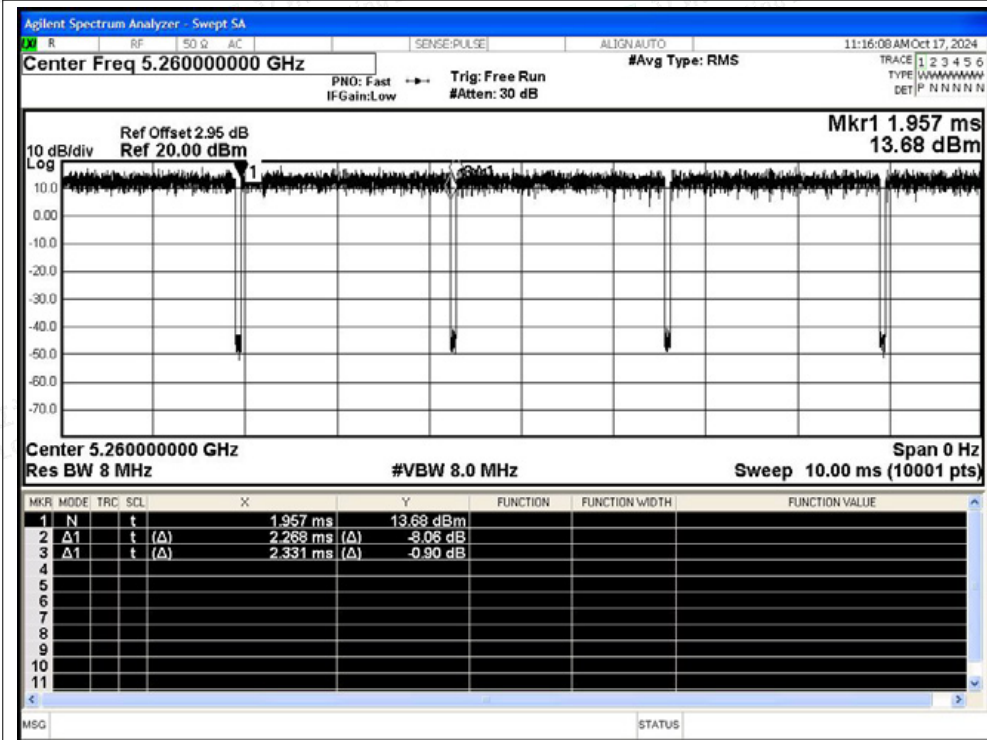 Agilent Spectrum Analyzer - Swept SA
R RF 50 Ω AC SENSE:PULSE ALIGN AUTO 11:16:08 AM Oct 17, 2024
Center Freq 5.260000000 GHz #Avg Type: RMS TRACE 1 2 3 4 5 6
PNO: Fast Trig: Free Run TYPE WWWWWW
IFGain:Low #Atten: 30 dB DET P N N N N N
Mkr1 1.957 ms
Ref Offset 2.95 dB
10 dB/div Ref 20.00 dBm 13.68 dBm
Log
1
10.0
0.00
-10.0
-20.0
-30.0
-40.0
-50.0
-60.0
-70.0
Center 5.260000000 GHz Span 0 Hz
Res BW 8 MHz #VBW 8.0 MHz Sweep 10.00 ms (10001 pts)
MKR MODE TRC SCL X Y FUNCTION FUNCTION WIDTH FUNCTION VALUE
1 N t 1.957 ms 13.68 dBm
2 Δ1 t (Δ) 2.268 ms (Δ) -8.06 dB
3 Δ1 t (Δ) 2.331 ms (Δ) -0.90 dB
4
5
6
7
8
9
10
11
MSG STATUS